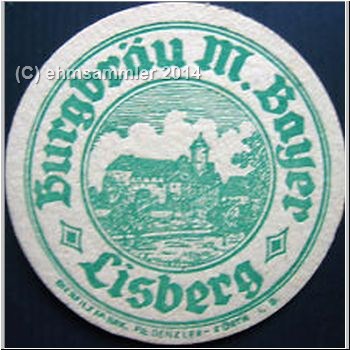 (C) ehmsammler 2014
Burgbräu M. Bayer
Lisberg